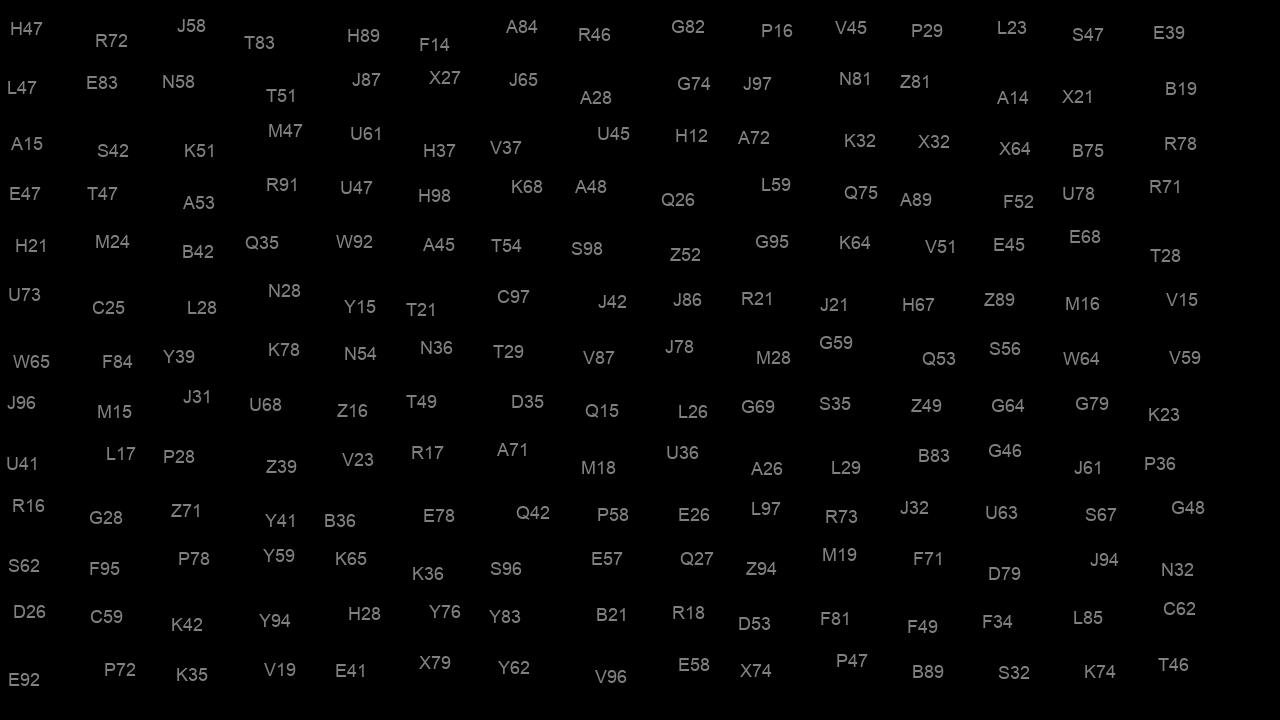 H47 R72 J58 T83 H89 F14 A84 R46 G82 P16 V45 P29 L23 S47 E39
L47 E83 N58 T51 J87 X27 J65 A28 G74 J97 N81 Z81 A14 X21 B19
A15 S42 K51 M47 U61 H37 V37 U45 H12 A72 K32 X32 X64 B75 R78
E47 T47 A53 R91 U47 H98 K68 A48 Q26 L59 Q75 A89 F52 U78 R71
H21 M24 B42 Q35 W92 A45 T54 S98 Z52 G95 K64 V51 E45 E68 T28
U73 C25 L28 N28 Y15 T21 C97 J42 J86 R21 J21 H67 Z89 M16 V15
W65 F84 Y39 K78 N54 N36 T29 V87 J78 M28 G59 Q53 S56 W64 V59
J96 M15 J31 U68 Z16 T49 D35 Q15 L26 G69 S35 Z49 G64 G79 K23
U41 L17 P28 Z39 V23 R17 A71 M18 U36 A26 L29 B83 G46 J61 P36
R16 G28 Z71 Y41 B36 E78 Q42 P58 E26 L97 R73 J32 U63 S67 G48
S62 F95 P78 Y59 K65 K36 S96 E57 Q27 Z94 M19 F71 D79 J94 N32
D26 C59 K42 Y94 H28 Y76 Y83 B21 R18 D53 F81 F49 F34 L85 C62
E92 P72 K35 V19 E41 X79 Y62 V96 E58 X74 P47 B89 S32 K74 T46